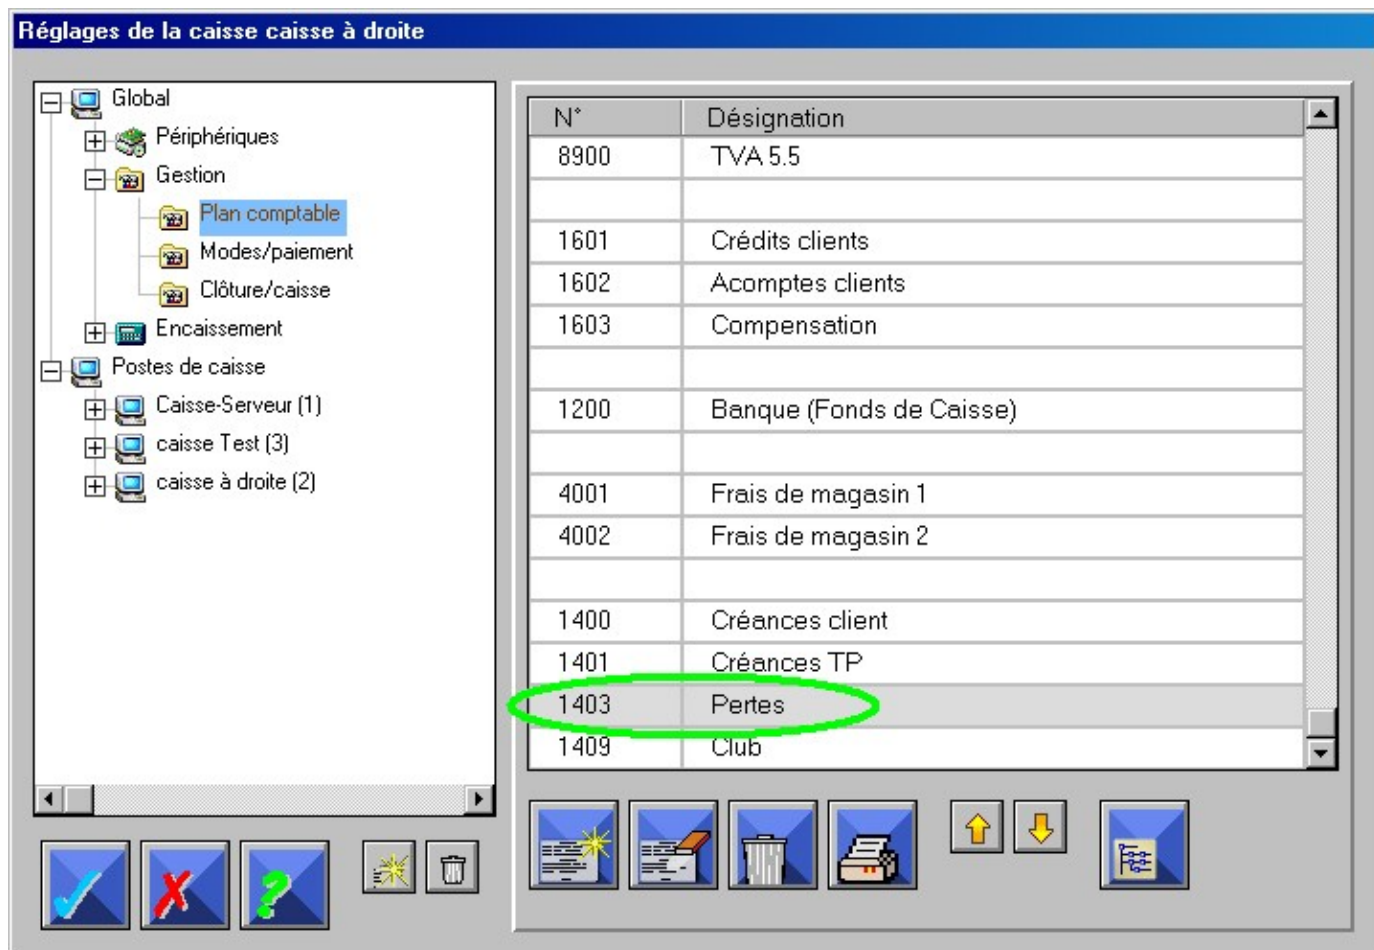 Réglages de la caisse caisse à droite
Global
Périphériques
Gestion
Plan comptable
Modes/paiement
Clôture/caisse
Encaissement
Postes de caisse
Caisse-Serveur (1)
caisse Test (3)
caisse à droite (2)
N° Désignation
8900 TVA 5.5
1601 Crédits clients
1602 Acomptes clients
1603 Compensation
1200 Banque (Fonds de Caisse)
4001 Frais de magasin 1
4002 Frais de magasin 2
1400 Créances client
1401 Créances TP
1403 Pertes
1409 Club